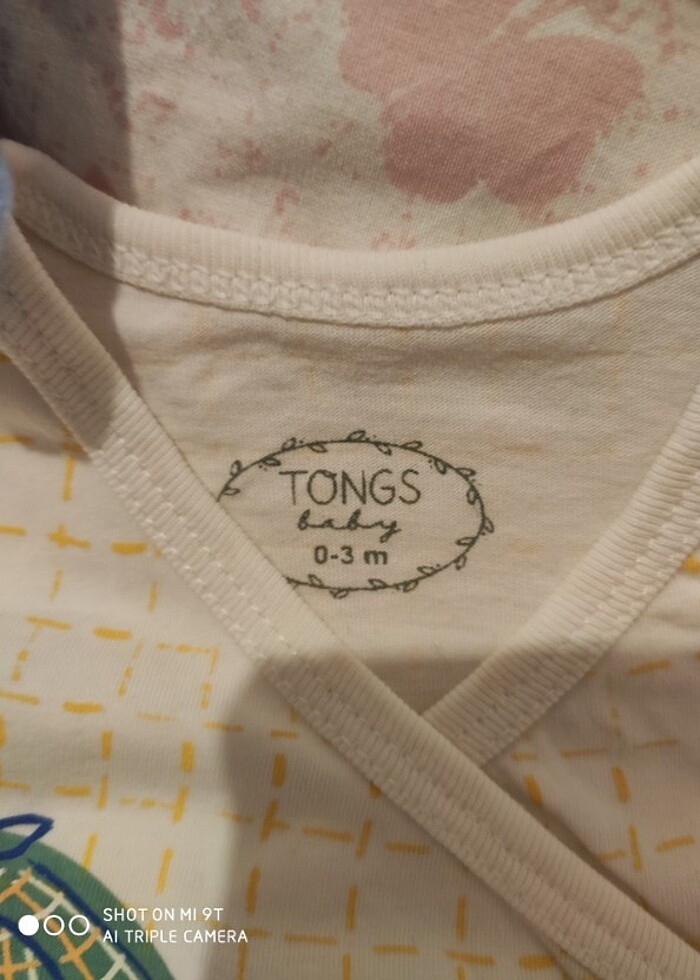 TONGS
baby
0-3 m
SHOT ON MI 9T
AI TRIPLE CAMERA